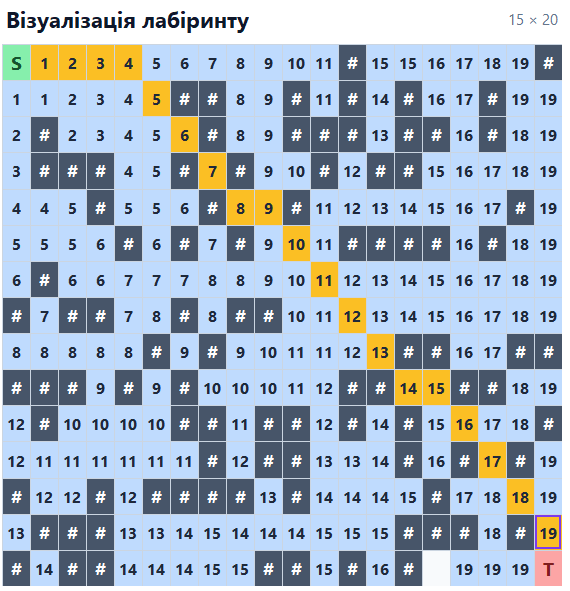 Візуалізація лабіринту
15 × 20
S 1 2 3 4 5 6 7 8 9 10 11 # 15 15 16 17 18 19 #
1 1 2 3 4 5 # # 8 9 # 11 # 14 # 16 17 # 19 19
2 # 2 3 4 5 6 # 8 9 # # # 13 # # 16 # 18 19
3 # # # 4 5 # 7 # 9 10 # 12 # # 15 16 17 18 19
4 4 5 # 5 5 6 # 8 9 # 11 12 12 13 14 15 16 17 # 19
5 5 5 6 # 6 # 7 # 9 10 11 # # # # 16 # 18 19
6 # 6 6 7 7 7 8 8 9 10 11 12 13 14 15 16 17 18 19
# 7 # # 7 8 # 8 # # 10 11 12 13 14 15 16 17 18 19
8 8 8 8 8 # 9 # 9 10 11 11 12 13 # # 16 17 # #
# # # 9 # 9 # 10 10 10 11 12 # # 14 15 # # 18 19
12 # 10 10 10 10 # # 11 # # 12 # 14 # 15 16 17 18 #
12 11 11 11 11 11 11 # 12 # # 13 13 14 # 16 # 17 # 19
# 12 12 # 12 # # # # 13 # 14 14 14 15 # 17 18 18 19
13 # # # 13 13 14 15 14 14 14 15 15 15 # # # 18 # 19
# 14 # # 14 14 14 15 15 # # 15 # 16 # 19 19 19 T